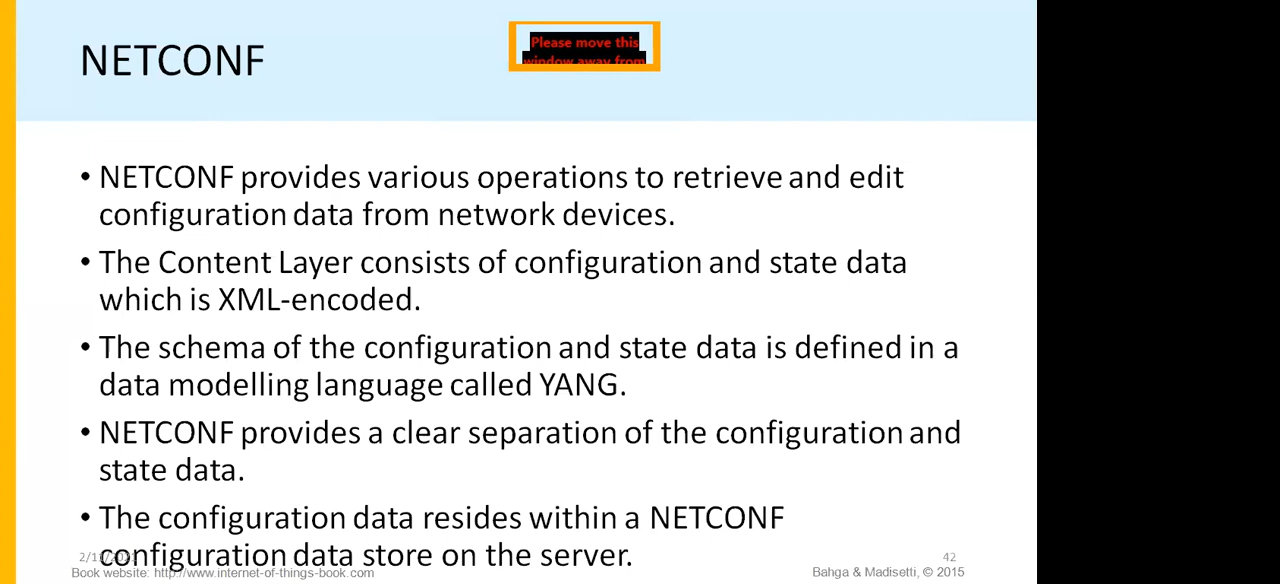 NETCONF
Please move this
window away from
• NETCONF provides various operations to retrieve and edit
configuration data from network devices.
• The Content Layer consists of configuration and state data
which is XML-encoded.
• The schema of the configuration and state data is defined in a
data modelling language called YANG.
• NETCONF provides a clear separation of the configuration and
state data.
• The configuration data resides within a NETCONF
configuration data store on the server.
42
Book website: http://www.internet-of-things-book.com
Bahga & Madisetti, © 2015